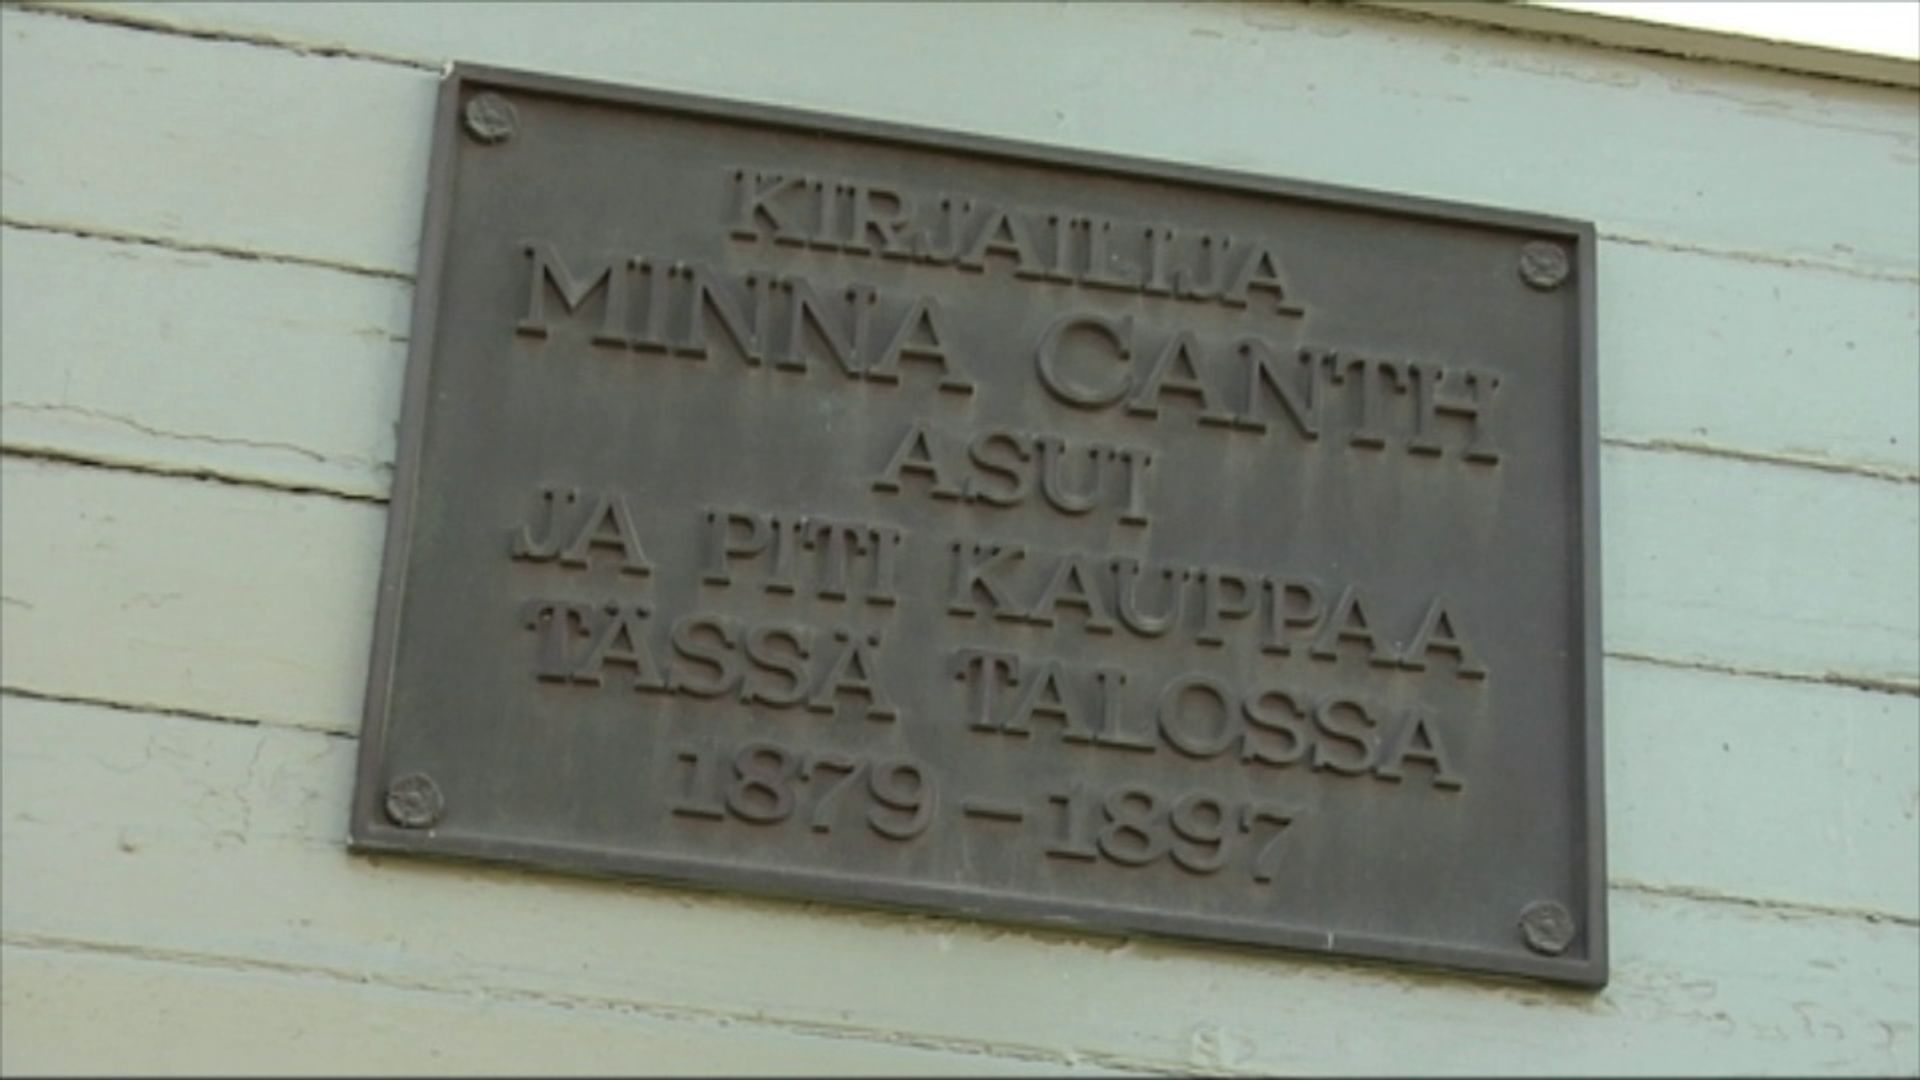 KIRJAILIJA
MINNA CANTH
ASUI
JA PITI KAUPPAA
TÄSSÄ TALOSSA
1879–1897